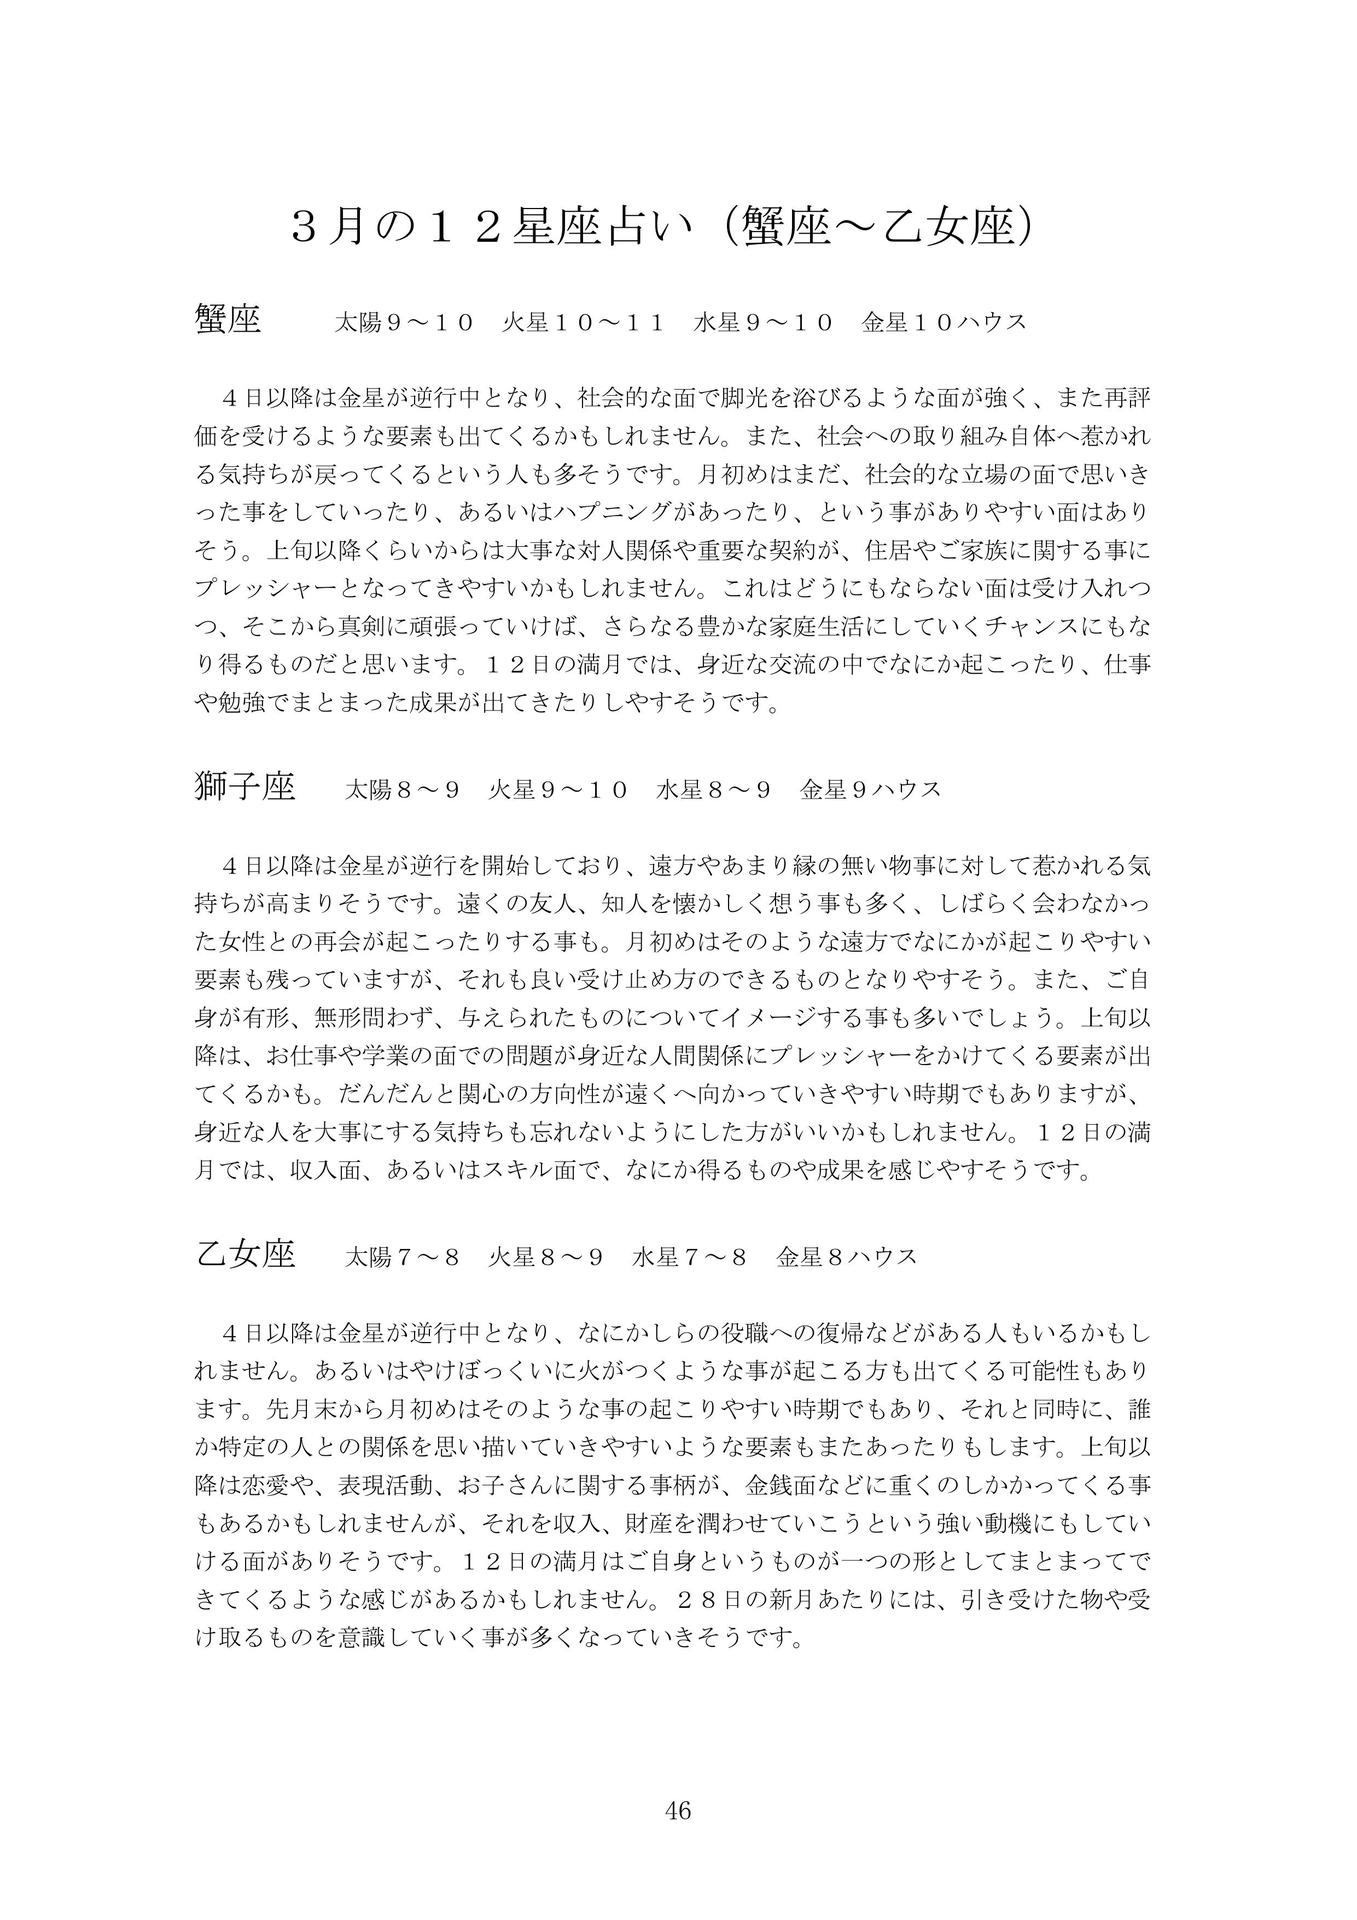 ３月の１２星座占い（蟹座～乙女座）
蟹座　　太陽９～１０　火星１０～１１　水星９～１０　金星１０ハウス
４日以降は金星が逆行中となり、社会的な面で脚光を浴びるような面が強く、また再評
価を受けるような要素も出てくるかもしれません。また、社会への取り組み自体へ惹かれ
る気持ちが戻ってくるという人も多そうです。月初めはまだ、社会的な立場の面で思いき
った事をしていったり、あるいはハプニングがあったり、という事がありやすい面はあり
そう。上旬以降くらいからは大事な対人関係や重要な契約が、住居やご家族に関する事に
プレッシャーとなってきやすいかもしれません。これはどうにもならない面は受け入れつ
つ、そこから真剣に頑張っていけば、さらなる豊かな家庭生活にしていくチャンスにもな
り得るものだと思います。１２日の満月では、身近な交流の中でなにか起こったり、仕事
や勉強でまとまった成果が出てきたりしやすそうです。
獅子座　　太陽８～９　火星９～１０　水星８～９　金星９ハウス
４日以降は金星が逆行を開始しており、遠方やあまり縁の無い物事に対して惹かれる気
持ちが高まりそうです。遠くの友人、知人を懐かしく想う事も多く、しばらく会わなかっ
た女性との再会が起こったりする事も。月初めはそのような遠方でなにかが起こりやすい
要素も残っていますが、それも良い受け止め方のできるものとなりやすそう。また、ご自
身が有形、無形問わず、与えられたものについてイメージする事も多いでしょう。上旬以
降は、お仕事や学業の面での問題が身近な人間関係にプレッシャーをかけてくる要素が出
てくるかも。だんだんと関心の方向性が遠くへ向かっていきやすい時期でもありますが、
身近な人を大事にする気持ちも忘れないようにした方がいいかもしれません。１２日の満
月では、収入面、あるいはスキル面で、なにか得るものや成果を感じやすそうです。
乙女座　　太陽７～８　火星８～９　水星７～８　金星８ハウス
４日以降は金星が逆行中となり、なにかしらの役職への復帰などがある人もいるかもし
れません。あるいはやけぼっくいに火がつくような事が起こる方も出てくる可能性もあり
ます。先月末から月初めはそのような事の起こりやすい時期でもあり、それと同時に、誰
か特定の人との関係を思い描いていきやすいような要素もまたあったりもします。上旬以
降は恋愛や、表現活動、お子さんに関する事柄が、金銭面などに重くのしかかってくる事
もあるかもしれませんが、それを収入、財産を潤わせていこうという強い動機にもしてい
ける面がありそうです。１２日の満月はご自身というものが一つの形としてまとまってで
きてくるような感じがあるかもしれません。２８日の新月あたりには、引き受けた物や受
け取るものを意識していく事が多くなっていきそうです。
46